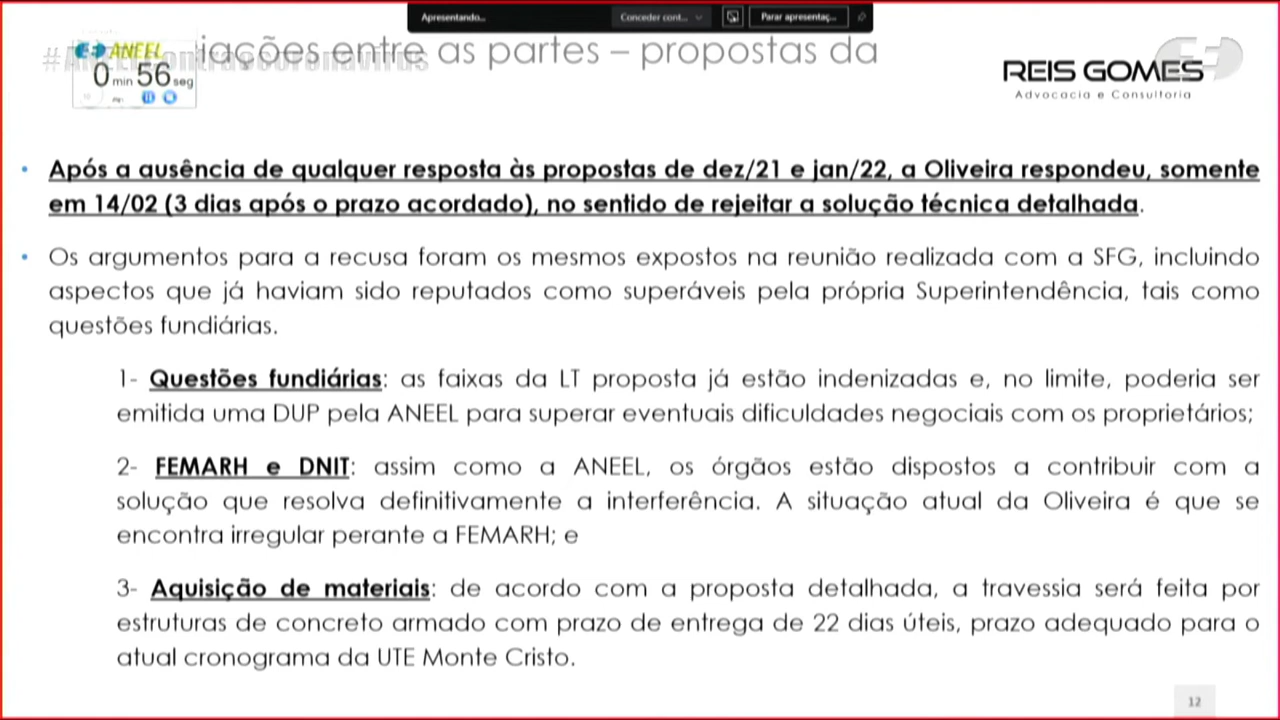 Apresentando...
Conceder cont...
Parar apresentaç...
iações entre as partes – propostas da
ANEEL
0 min 56 seg
REIS GOMES
Advocacia e Consultoria
• Após a ausência de qualquer resposta às propostas de dez/21 e jan/22, a Oliveira respondeu, somente
em 14/02 (3 dias após o prazo acordado), no sentido de rejeitar a solução técnica detalhada.
• Os argumentos para a recusa foram os mesmos expostos na reunião realizada com a SFG, incluindo
aspectos que já haviam sido reputados como superáveis pela própria Superintendência, tais como
questões fundiárias.
1- Questões fundiárias: as faixas da LT proposta já estão indenizadas e, no limite, poderia ser
emitida uma DUP pela ANEEL para superar eventuais dificuldades negociais com os proprietários;
2- FEMARH e DNIT: assim como a ANEEL, os órgãos estão dispostos a contribuir com a
solução que resolva definitivamente a interferência. A situação atual da Oliveira é que se
encontra irregular perante a FEMARH; e
3- Aquisição de materiais: de acordo com a proposta detalhada, a travessia será feita por
estruturas de concreto armado com prazo de entrega de 22 dias úteis, prazo adequado para o
atual cronograma da UTE Monte Cristo.
12